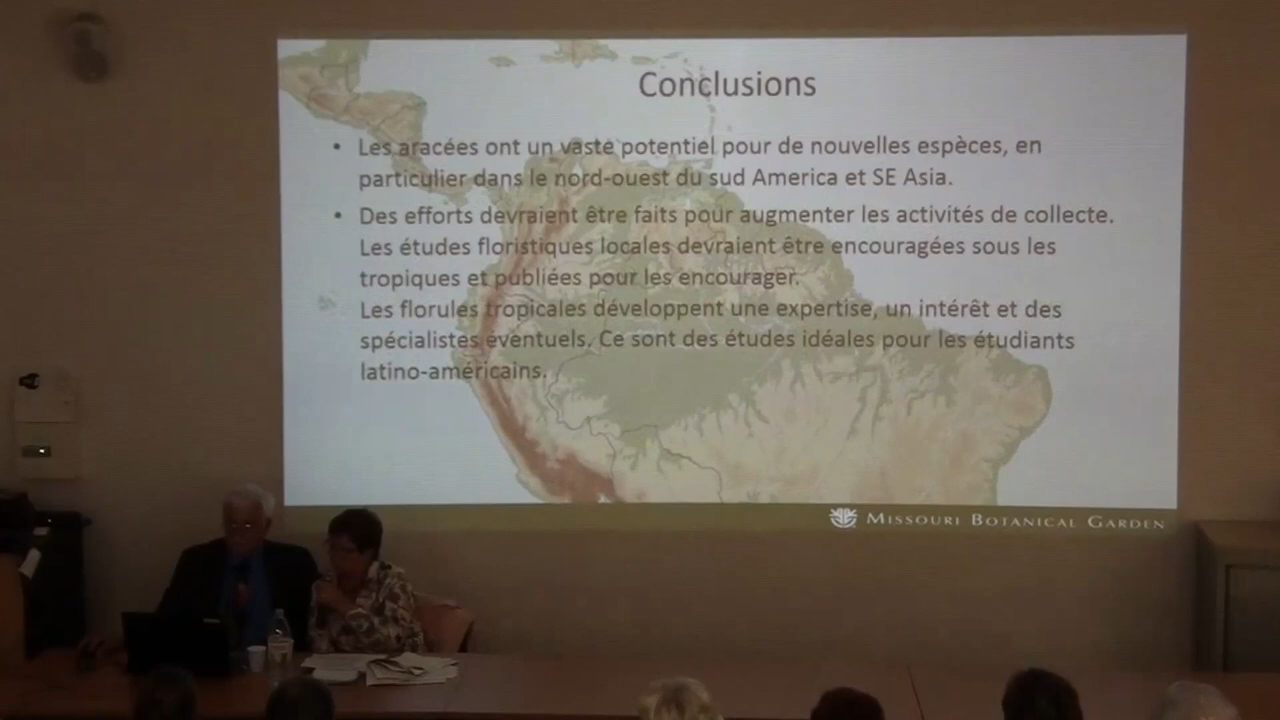 Conclusions
• Les aracées ont un vaste potentiel pour de nouvelles espèces, en
particulier dans le nord-ouest du sud America et SE Asia.
• Des efforts devraient être faits pour augmenter les activités de collecte.
Les études floristiques locales devraient être encouragées sous les
tropiques et publiées pour les encourager.
Les florules tropicales développent une expertise, un intérêt et des
spécialistes éventuels. Ce sont des études idéales pour les étudiants
latino-américains.
MISSOURI BOTANICAL GARDEN